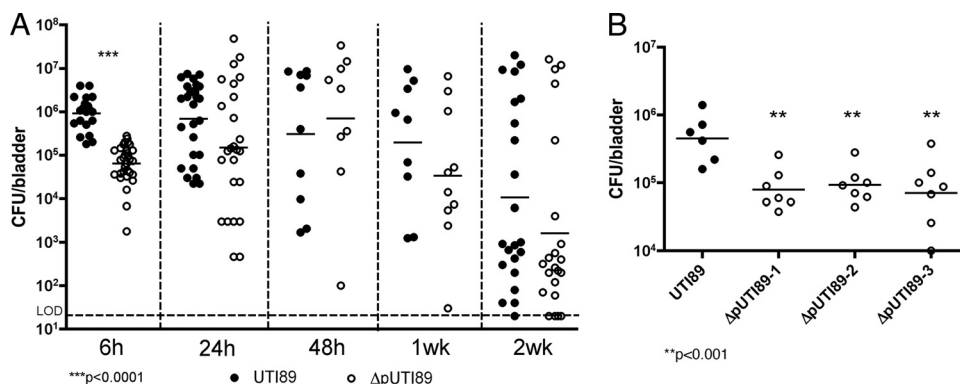 A
B
10⁸
10⁷
10⁶
10⁵
10⁴
10³
10²
10¹
CFU/bladder
LOD
***
6h 24h 48h 1wk 2wk
***p<0.0001 ● UTI89 ○ ΔpUTI89
10⁷
10⁶
10⁵
10⁴
CFU/bladder
** ** **
UTI89 ΔpUTI89-1 ΔpUTI89-2 ΔpUTI89-3
**p<0.001